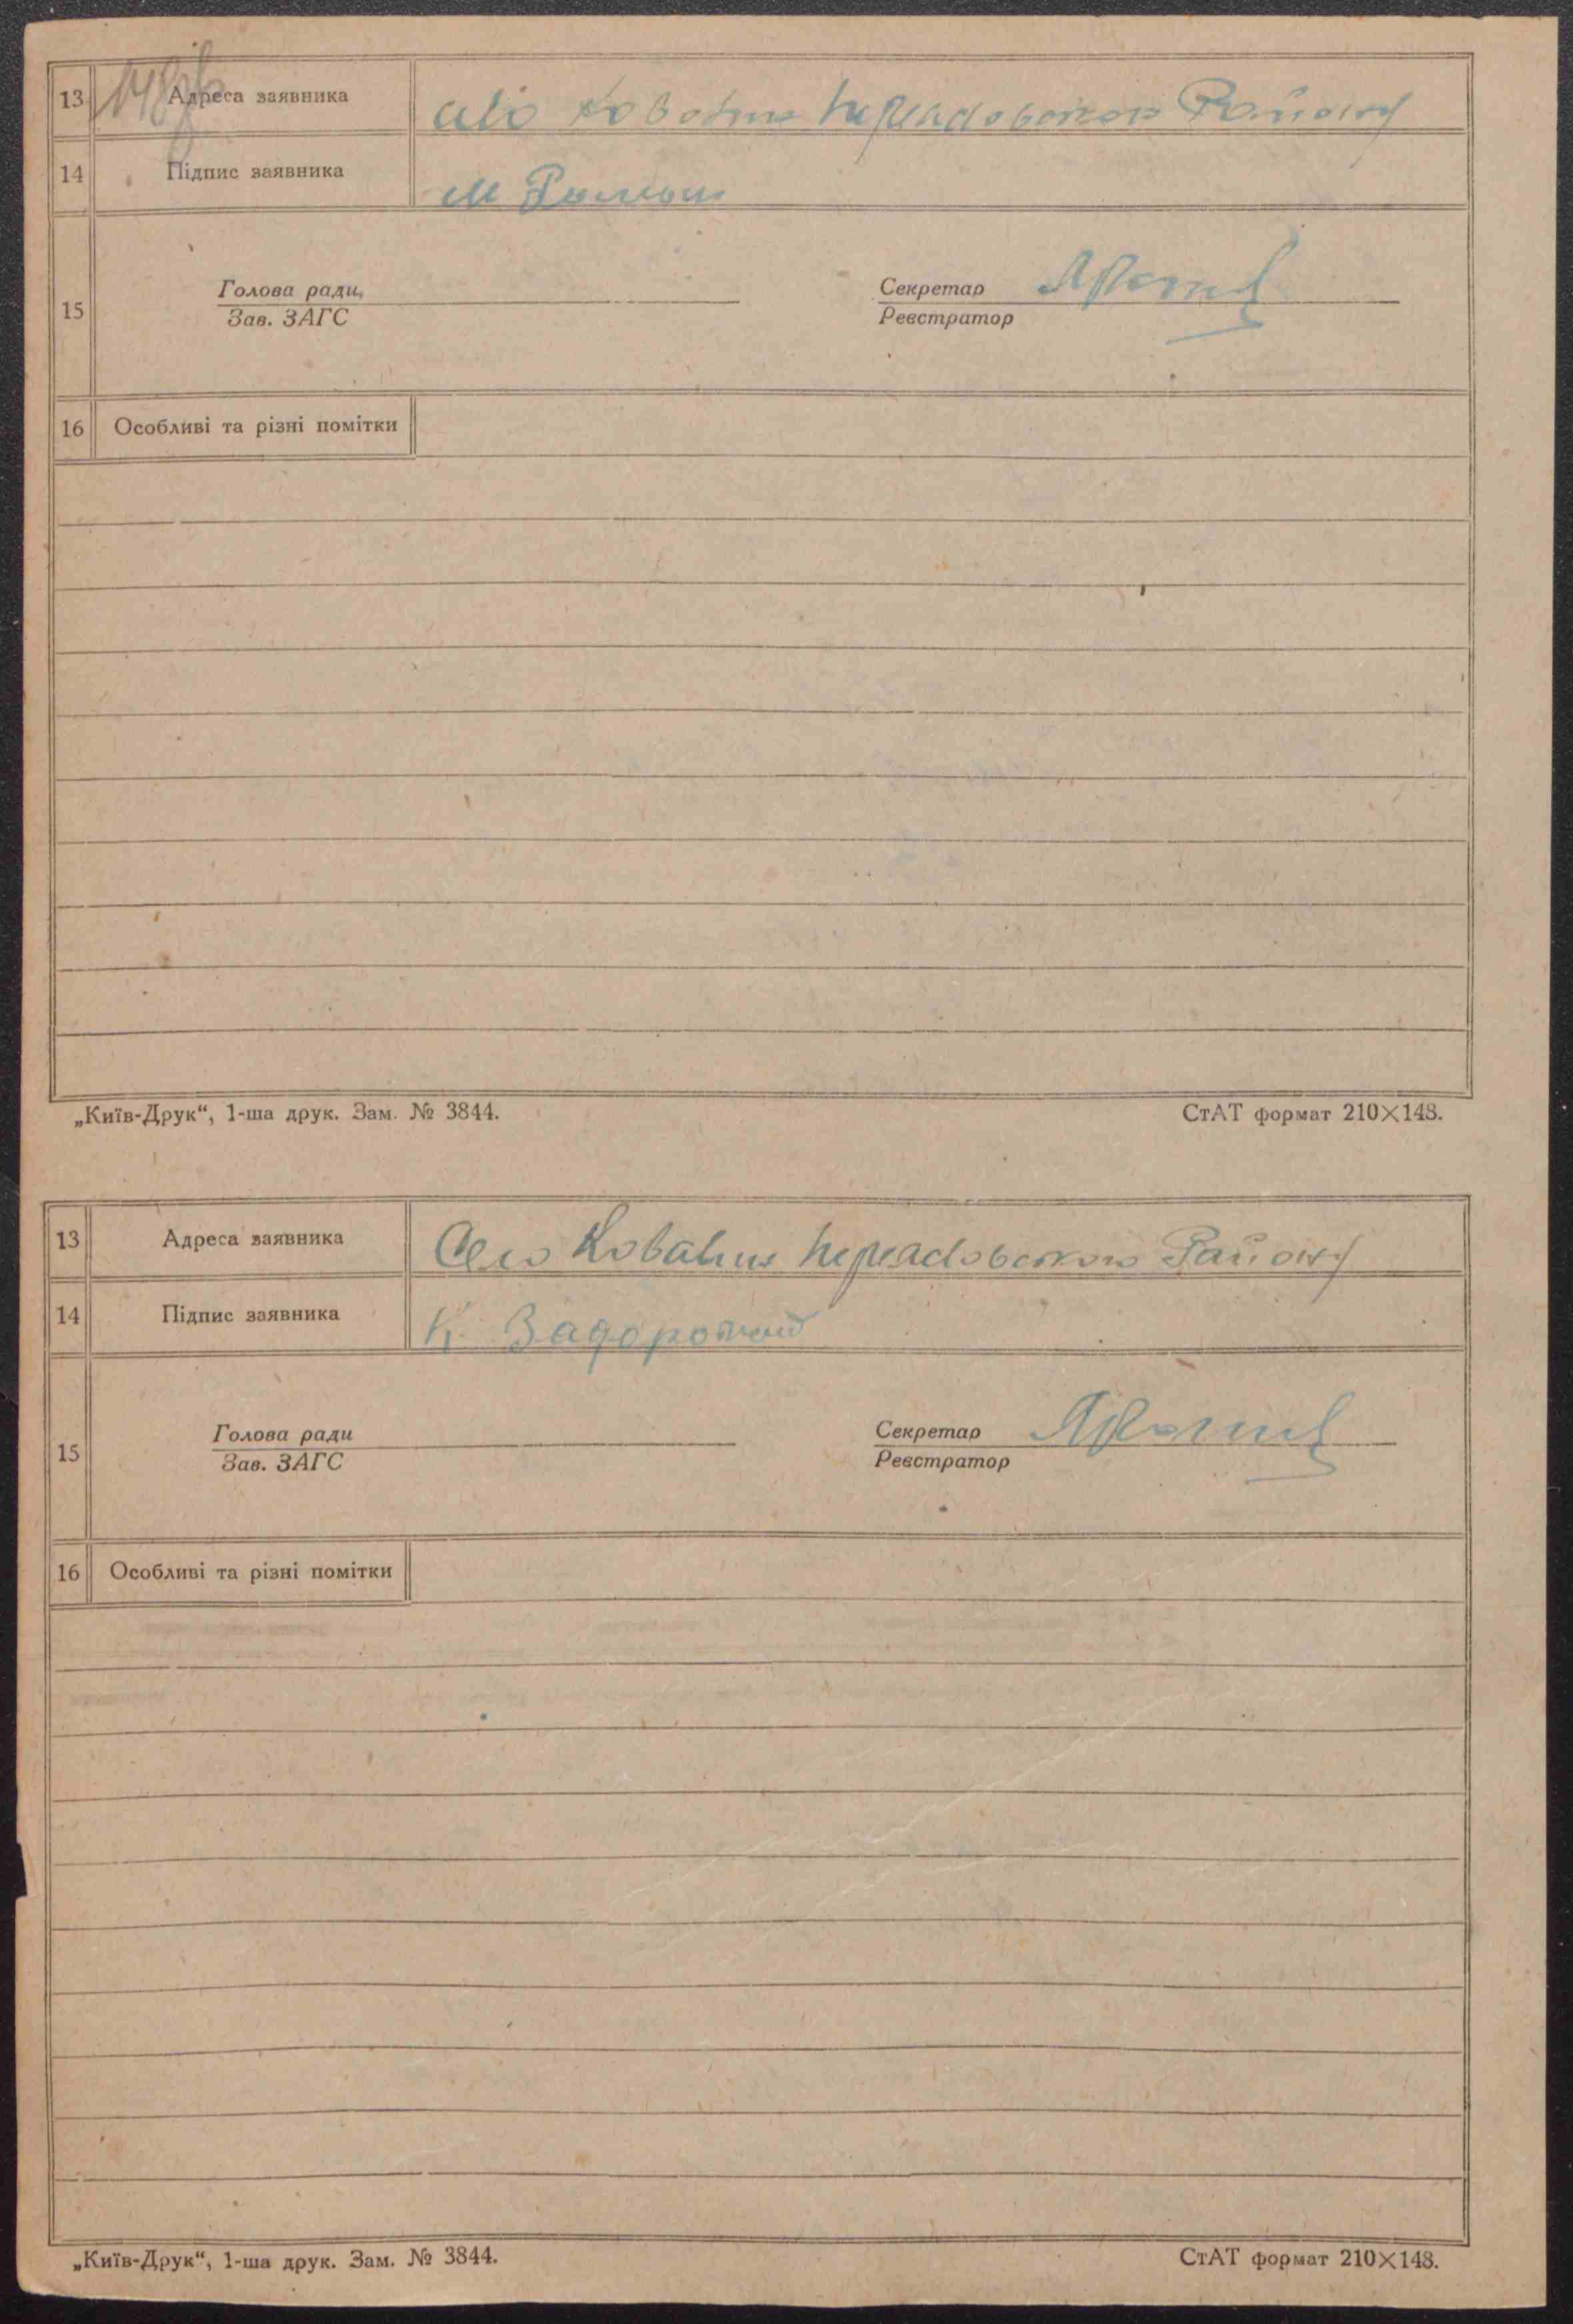 13 Адреса заявника село Ковалин Переяславського Району
14 Підпис заявника М
15 Голова ради Секретар
Зав. ЗАГС Реєстратор
16 Особливі та різні помітки
„Київ-Друк“, 1-ша друк. Зам. № 3844. СтАТ формат 210×148.
13 Адреса заявника Село Ковалин Району
14 Підпис заявника К. Задорожній
15 Голова ради Секретар
Зав. ЗАГС Реєстратор
16 Особливі та різні помітки
„Київ-Друк“, 1-ша друк. Зам. № 3844. СтАТ формат 210×148.